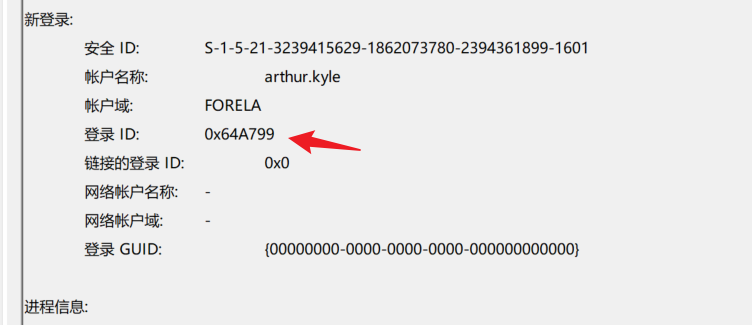 新登录:
安全 ID: S-1-5-21-3239415629-1862073780-2394361899-1601
帐户名称: arthur.kyle
帐户域: FORELA
登录 ID: 0x64A799
链接的登录 ID: 0x0
网络帐户名称: -
网络帐户域: -
登录 GUID: {00000000-0000-0000-0000-000000000000}
进程信息: